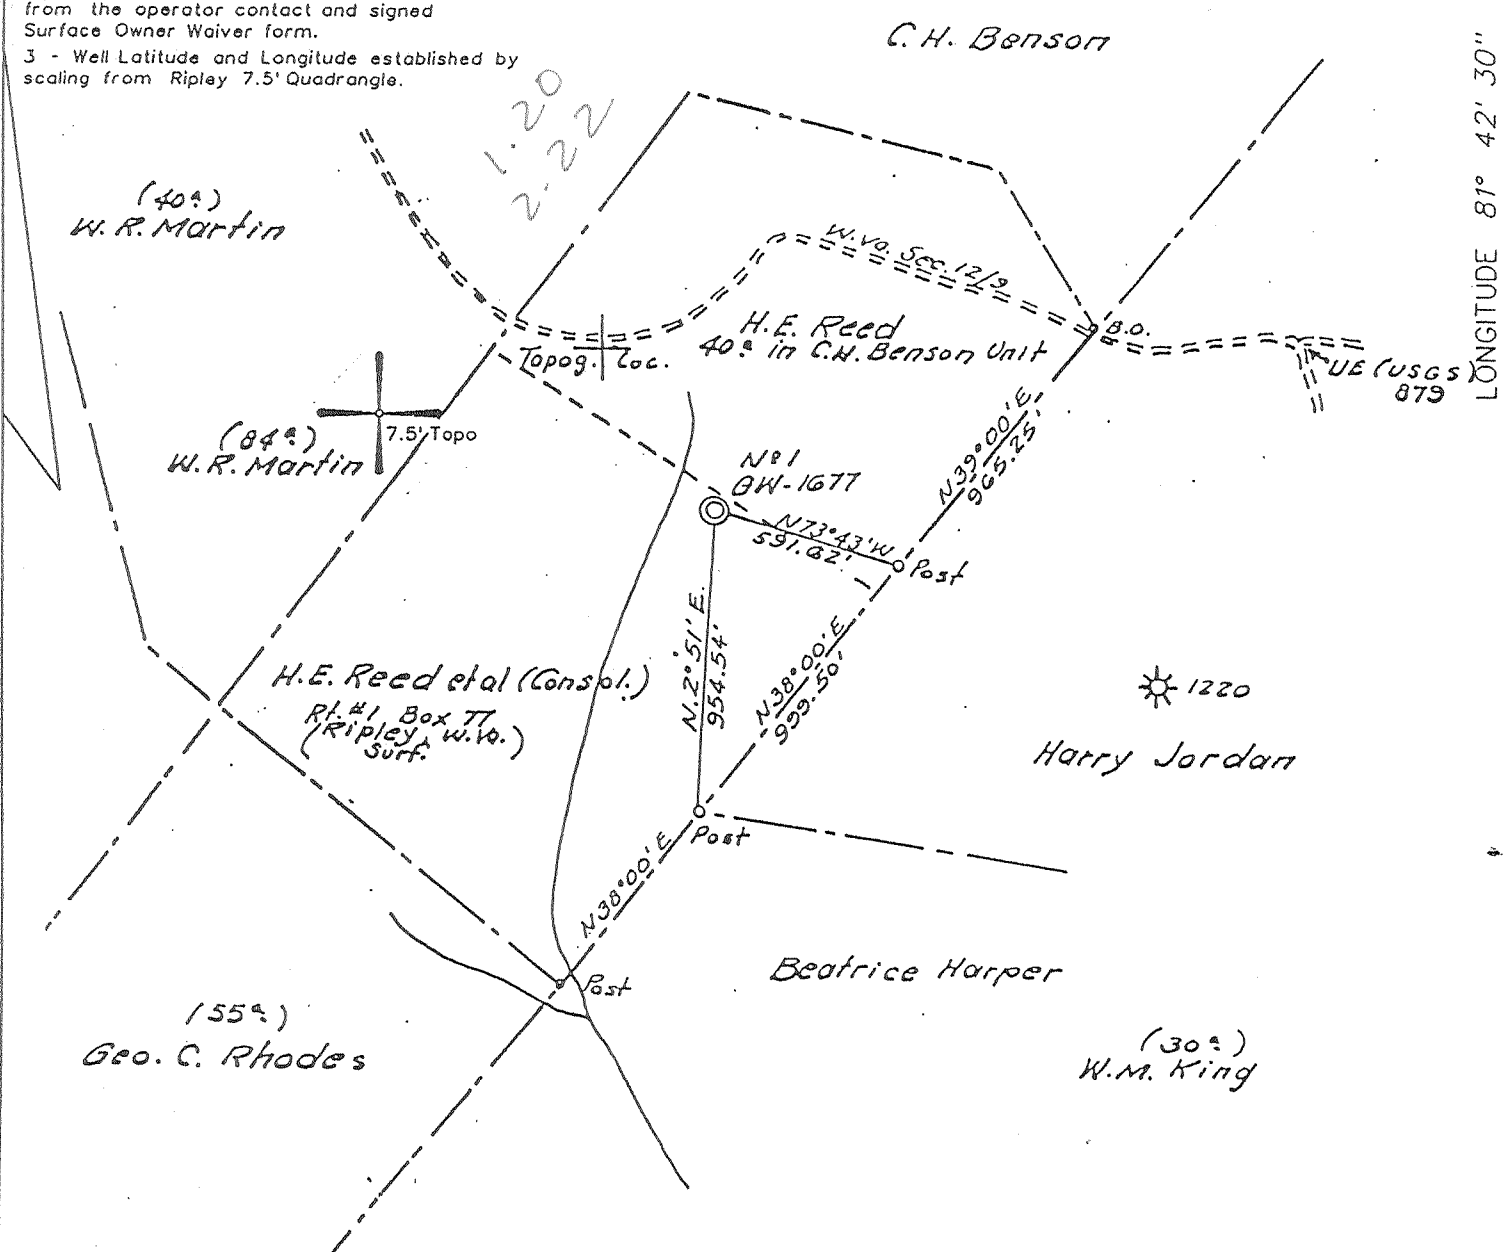 from the operator contact and signed
Surface Owner Waiver form.
3 - Well Latitude and Longitude established by
scaling from Ripley 7.5' Quadrangle.
C.H. Benson
LONGITUDE 81° 42' 30"
1.20
2.22
(40ª)
W.R. Martin
W.Va. Sec. 12/9
H.E. Reed
40ª in C.H. Benson Unit
B.O.
UE (USGS)
879
Topog. Loc.
7.5' Topo
(84ª)
W.R. Martin
Nº 1
GW-1677
N39°00'E
965.25'
N73°43'W
591.62'
Post
N.2°51'E.
954.54'
N38°00'E
999.50'
H.E. Reed etal (Consol.)
Rt. #1 Box 77
(Ripley, W.Va.)
Surf.
1220
Harry Jordan
Post
N38°00'E
Post
Beatrice Harper
(55ª)
Geo. C. Rhodes
(30ª)
W.M. King